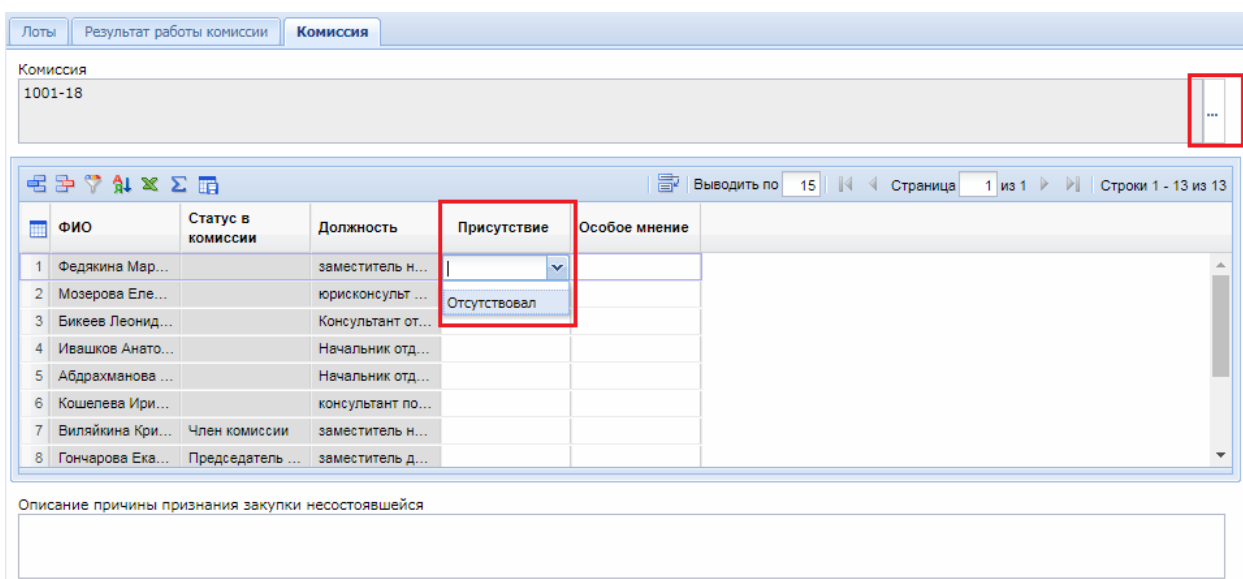 Лоты Результат работы комиссии Комиссия
Комиссия
1001-18
...
Выводить по 15 Страница 1 из 1 Строки 1 - 13 из 13
ФИО Статус в комиссии Должность Присутствие Особое мнение
1 Федякина Мар... заместитель н...
2 Мозерова Еле... юрисконсульт ...
Отсутствовал
3 Бикеев Леонид... Консультант от...
4 Ивашков Анато... Начальник отд...
5 Абдрахманова ... Начальник отд...
6 Кошелева Ири... консультант по...
7 Виляйкина Кри... Член комиссии заместитель н...
8 Гончарова Ека... Председатель ... заместитель д...
Описание причины признания закупки несостоявшейся